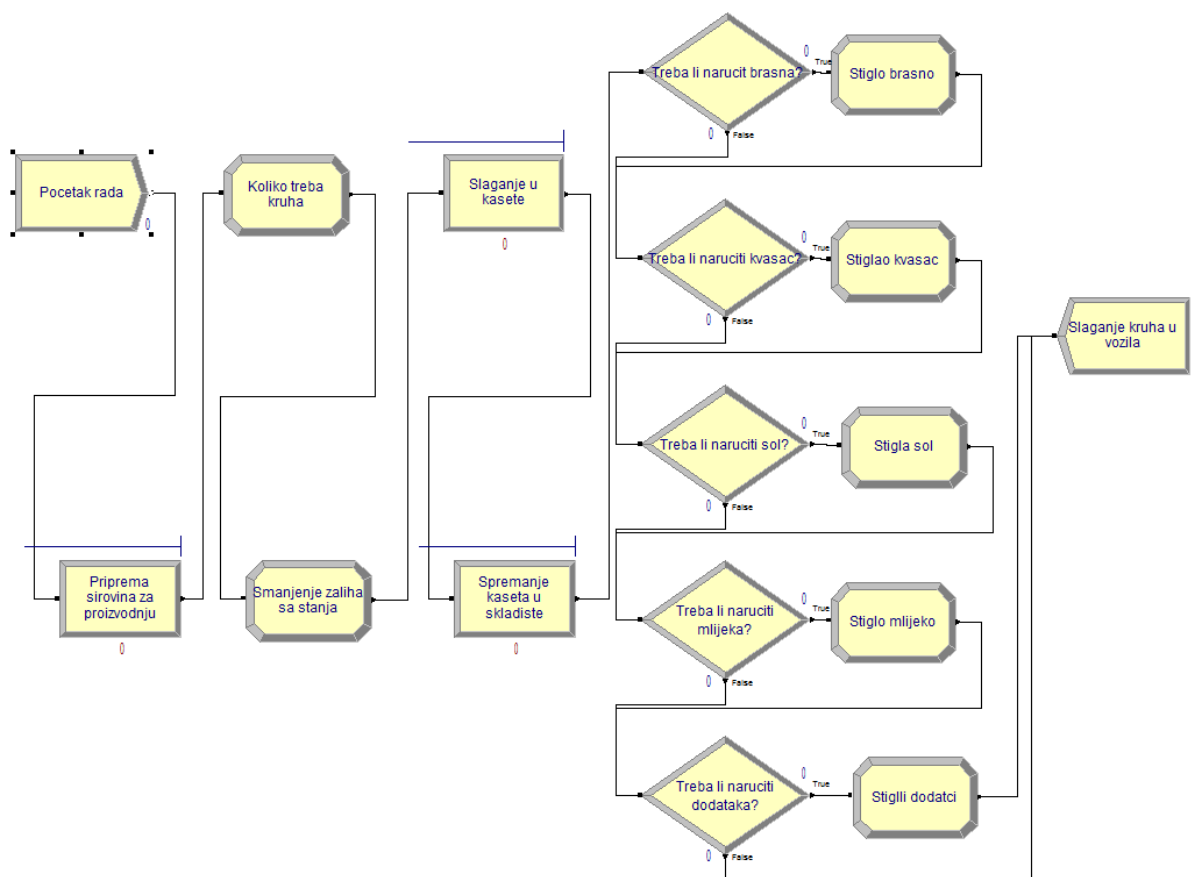 Pocetak rada
0
Priprema
sirovina za
proizvodnju
0
Koliko treba
kruha
Smanjenje zaliha
sa stanja
Slaganje u
kasete
0
Spremanje
kaseta u
skladiste
0
Treba li narucit brasna?
0
True
0
False
Stiglo brasno
Treba li naruciti kvasac?
0
True
0
False
Stiglao kvasac
Treba li naruciti sol?
0
True
0
False
Stigla sol
Treba li naruciti
mlijeka?
0
True
0
False
Stiglo mlijeko
Treba li naruciti
dodataka?
0
True
0
False
Stiglli dodatci
Slaganje kruha u
vozila